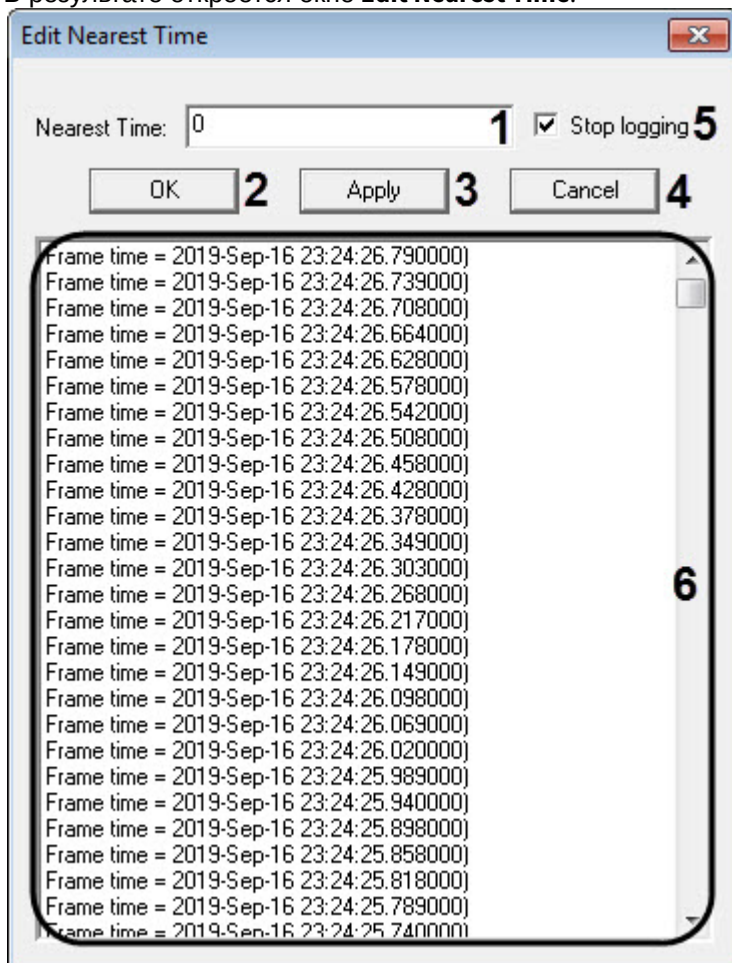 В результате откроется окно Edit Nearest Time.
Edit Nearest Time
Nearest Time: 0 1 Stop logging 5
OK 2 Apply 3 Cancel 4
Frame time = 2019-Sep-16 23:24:26.790000)
Frame time = 2019-Sep-16 23:24:26.739000)
Frame time = 2019-Sep-16 23:24:26.708000)
Frame time = 2019-Sep-16 23:24:26.664000)
Frame time = 2019-Sep-16 23:24:26.628000)
Frame time = 2019-Sep-16 23:24:26.578000)
Frame time = 2019-Sep-16 23:24:26.542000)
Frame time = 2019-Sep-16 23:24:26.508000)
Frame time = 2019-Sep-16 23:24:26.458000)
Frame time = 2019-Sep-16 23:24:26.428000)
Frame time = 2019-Sep-16 23:24:26.378000)
Frame time = 2019-Sep-16 23:24:26.349000)
Frame time = 2019-Sep-16 23:24:26.303000)
Frame time = 2019-Sep-16 23:24:26.268000) 6
Frame time = 2019-Sep-16 23:24:26.217000)
Frame time = 2019-Sep-16 23:24:26.178000)
Frame time = 2019-Sep-16 23:24:26.149000)
Frame time = 2019-Sep-16 23:24:26.098000)
Frame time = 2019-Sep-16 23:24:26.069000)
Frame time = 2019-Sep-16 23:24:26.020000)
Frame time = 2019-Sep-16 23:24:25.989000)
Frame time = 2019-Sep-16 23:24:25.940000)
Frame time = 2019-Sep-16 23:24:25.898000)
Frame time = 2019-Sep-16 23:24:25.858000)
Frame time = 2019-Sep-16 23:24:25.818000)
Frame time = 2019-Sep-16 23:24:25.789000)
Frame time = 2019-Sep-16 23:24:25.740000)